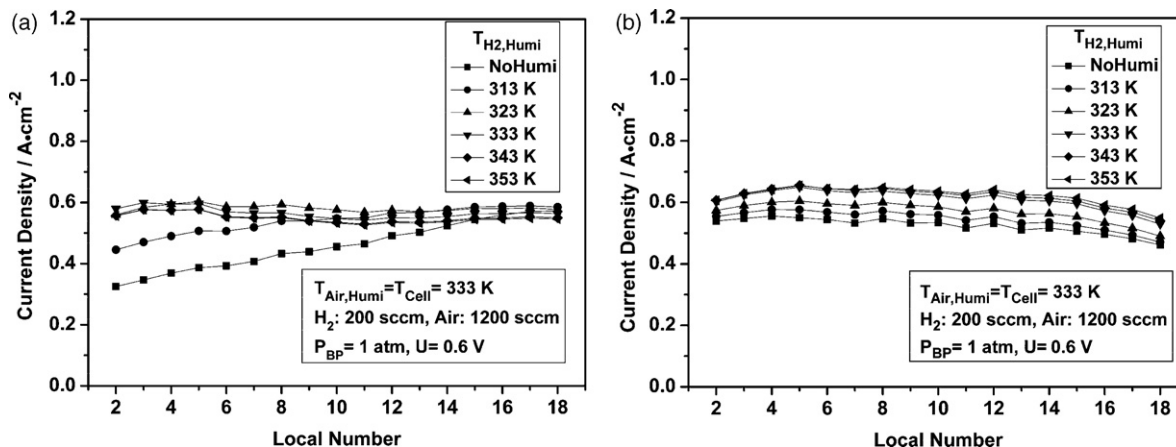 (a)
1.2
1.0
0.8
0.6
0.4
0.2
0.0
Current Density / A•cm⁻²
T_H2,Humi
NoHumi
313 K
323 K
333 K
343 K
353 K
T_Air,Humi=T_Cell= 333 K
H₂: 200 sccm, Air: 1200 sccm
P_BP= 1 atm, U= 0.6 V
2 4 6 8 10 12 14 16 18
Local Number
(b)
1.2
1.0
0.8
0.6
0.4
0.2
0.0
Current Density / A•cm⁻²
T_H2,Humi
NoHumi
313 K
323 K
333 K
343 K
353 K
T_Air,Humi=T_Cell= 333 K
H₂: 200 sccm, Air: 1200 sccm
P_BP= 1 atm, U= 0.6 V
2 4 6 8 10 12 14 16 18
Local Number